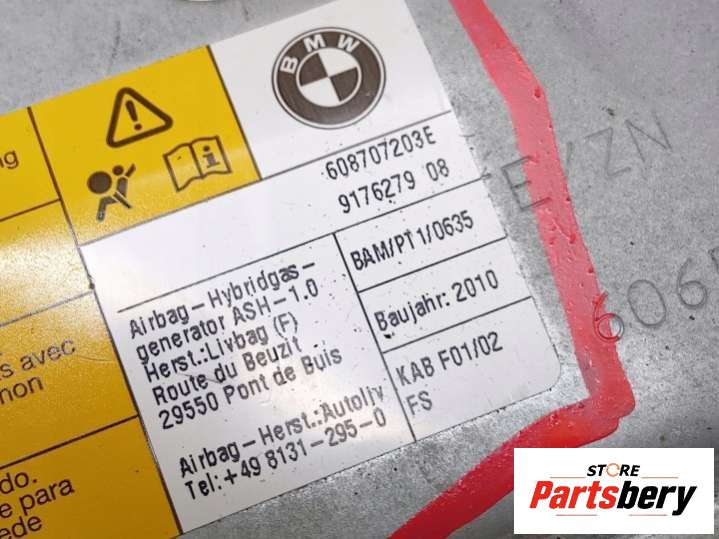 ng
BMW
608707203E
9176279 08
Airbag-Hybridgas-
generator ASH-1.0
Herst.:Livbag (F)
Route du Beuzit
29550 Pont de Buis
Airbag-Herst.:Autoliv
Tel:+49 8131-295-0
BAM/PT1/0635
Baujahr: 2010
KAB F01/02
FS
s avec
non
do.
e para
ede
STORE
Partsbery